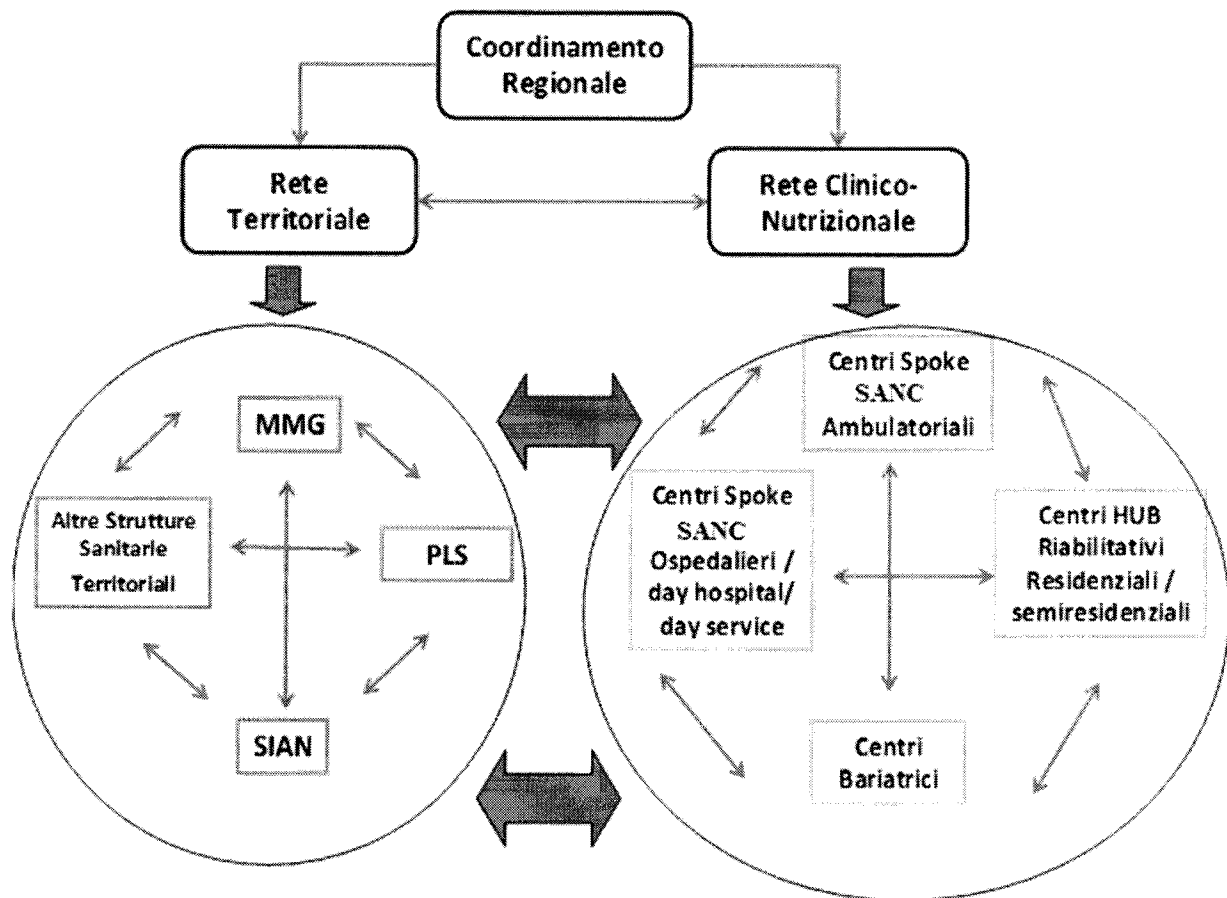 Coordinamento
Regionale
Rete
Territoriale
Rete Clinico-
Nutrizionale
MMG
Altre Strutture
Sanitarie
Territoriali
PLS
SIAN
Centri Spoke
SANC
Ambulatoriali
Centri Spoke
SANC
Ospedalieri /
day hospital/
day service
Centri HUB
Riabilitativi
Residenziali /
semiresidenziali
Centri
Bariatrici